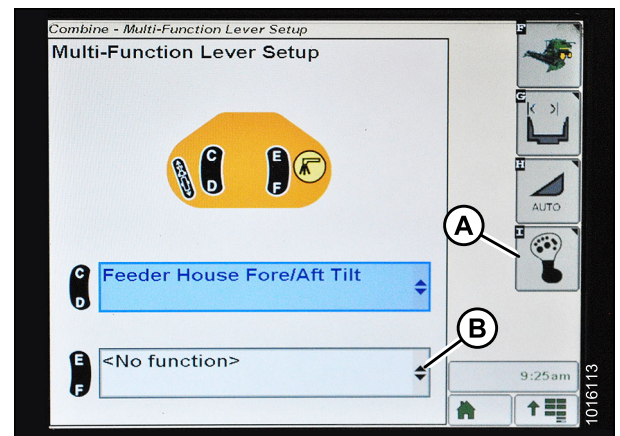 Combine - Multi-Function Lever Setup
Multi-Function Lever Setup
F
G
H
AUTO
I
A
C
D
E
F
C
D
Feeder House Fore/Aft Tilt
B
E
F
<No function>
9:25am
1016113